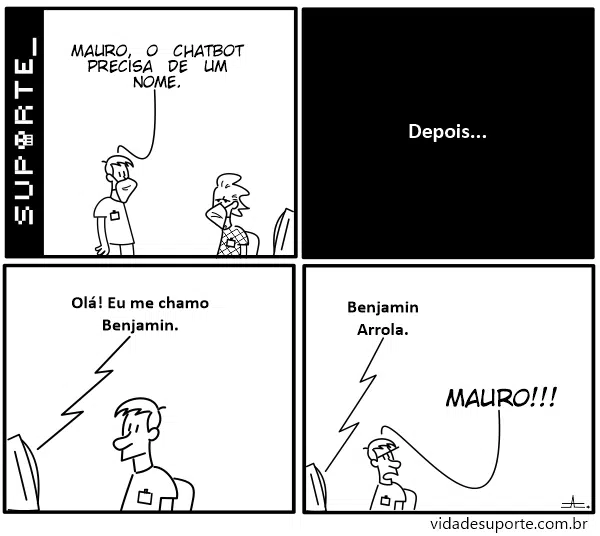 SUPORTE_
MAURO, O CHATBOT
PRECISA DE UM
NOME.
Depois...
Olá! Eu me chamo
Benjamin.
Benjamin
Arrola.
MAURO!!!
vidadesuporte.com.br